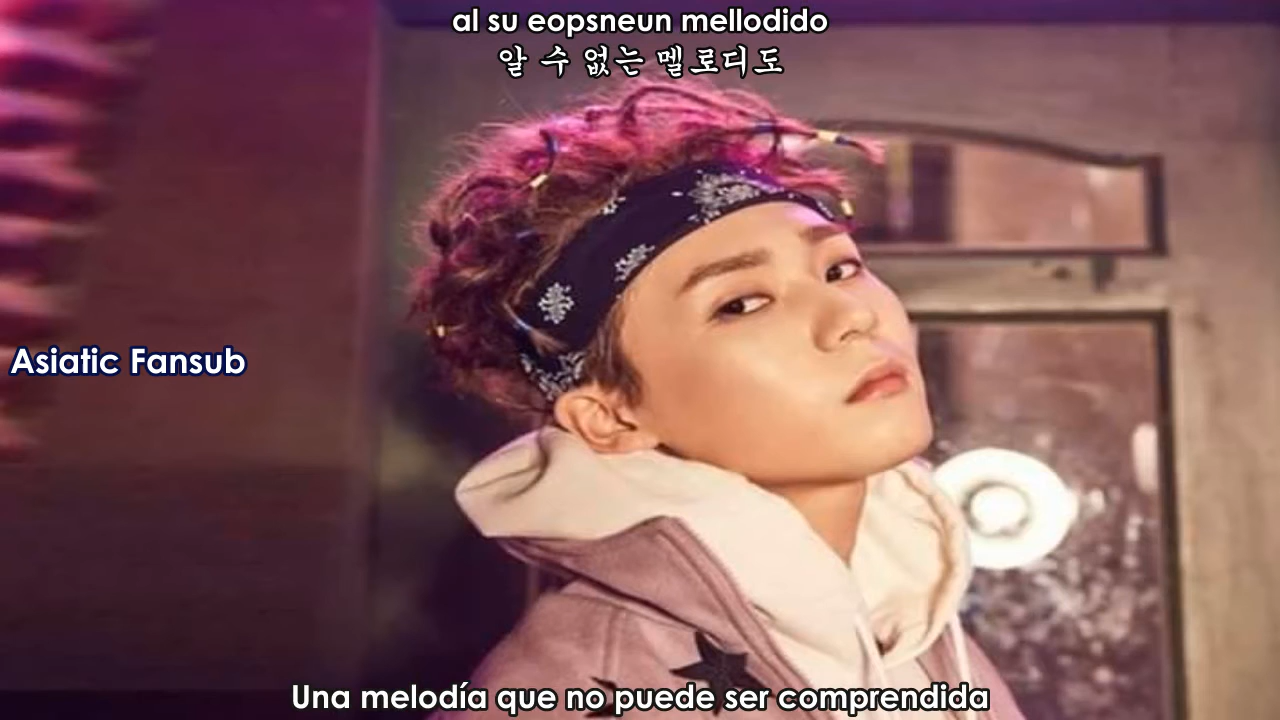 al su eopsneun mellodido
알 수 없는 멜로디도
Asiatic Fansub
Una melodía que no puede ser comprendida